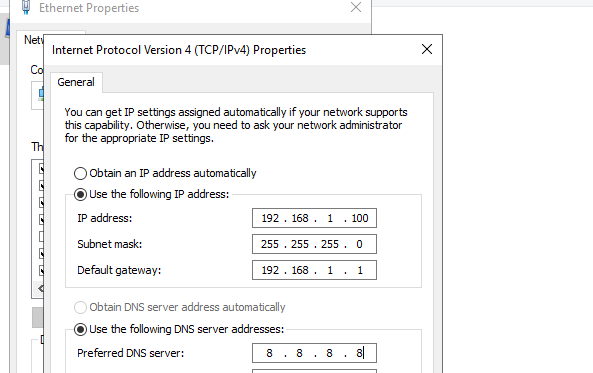 Ethernet Properties
Internet Protocol Version 4 (TCP/IPv4) Properties
General
You can get IP settings assigned automatically if your network supports
this capability. Otherwise, you need to ask your network administrator
for the appropriate IP settings.
Obtain an IP address automatically
Use the following IP address:
IP address: 192 . 168 . 1 . 100
Subnet mask: 255 . 255 . 255 . 0
Default gateway: 192 . 168 . 1 . 1
Obtain DNS server address automatically
Use the following DNS server addresses:
Preferred DNS server: 8 . 8 . 8 . 8